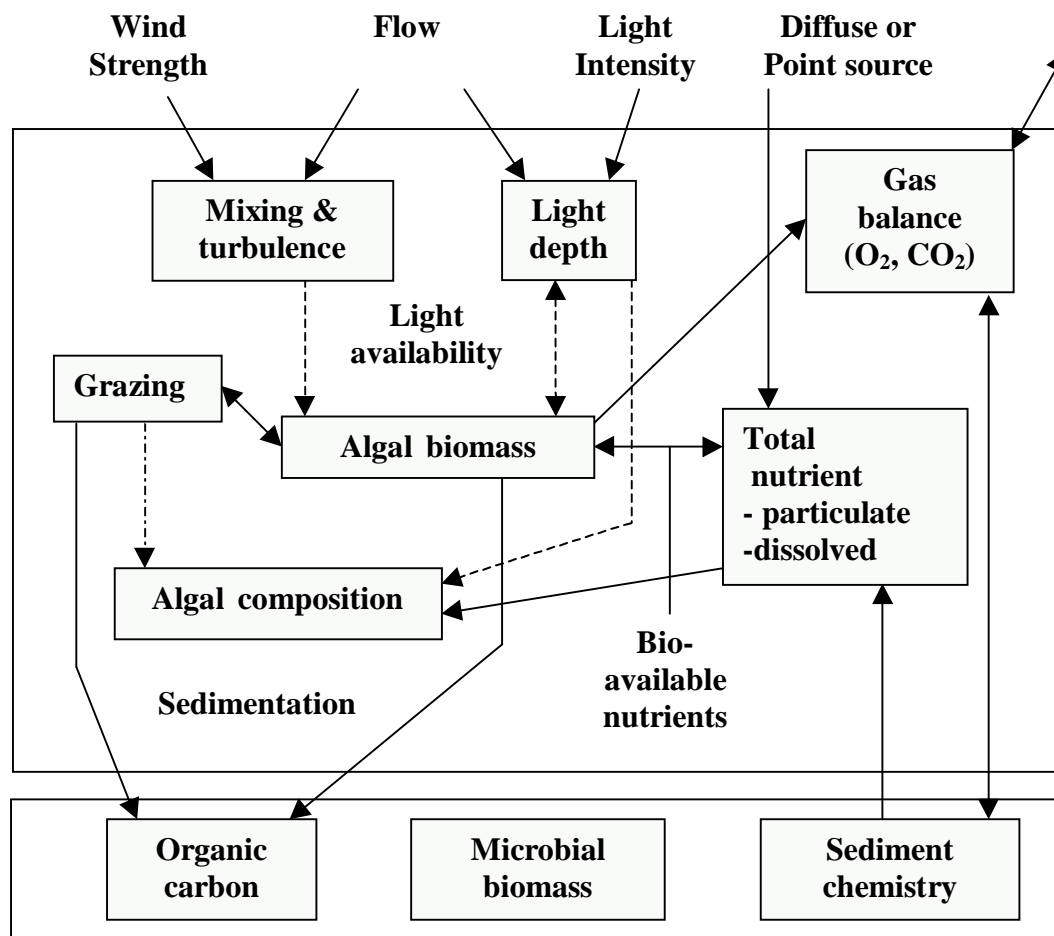 Wind
Strength
Flow
Light
Intensity
Diffuse or
Point source
Mixing &
turbulence
Light
depth
Gas
balance
(O₂, CO₂)
Light
availability
Grazing
Algal biomass
Total
nutrient
- particulate
-dissolved
Algal composition
Bio-
available
nutrients
Sedimentation
Organic
carbon
Microbial
biomass
Sediment
chemistry